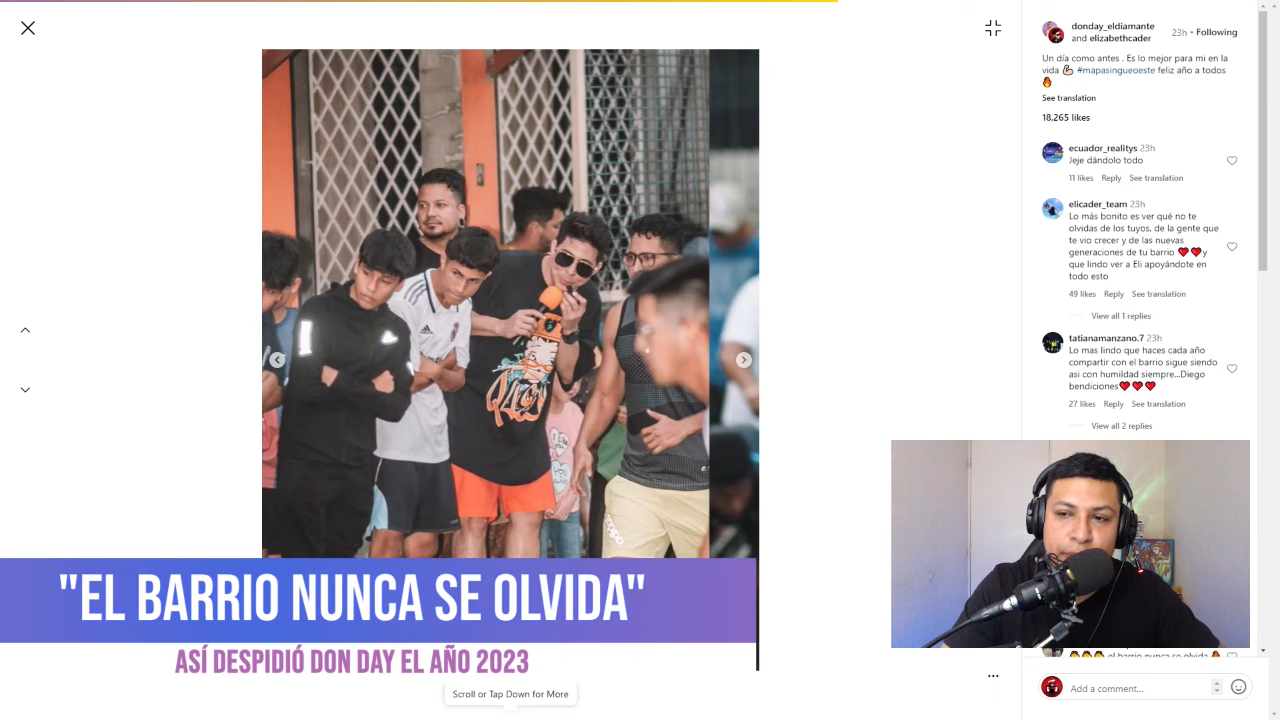 donday_eldiamante
and elizabethcader
23h • Following
Un día como antes . Es lo mejor para mi en la
vida 💪🏻 #mapasingueoeste feliz año a todos
🔥
See translation
18,265 likes
ecuador_realitys 23h
Jeje dándolo todo
11 likes Reply See translation
elicader_team 23h
Lo más bonito es ver qué no te
olvidas de los tuyos, de la gente que
te vio crecer y de las nuevas
generaciones de tu barrio ❤️❤️y
que lindo ver a Eli apoyándote en
todo esto
49 likes Reply See translation
View all 1 replies
tatianamanzano.7 23h
Lo mas lindo que haces cada año
compartir con el barrio sigue siendo
asi con humildad siempre...Diego
bendiciones❤️❤️❤️
27 likes Reply See translation
View all 2 replies
"EL BARRIO NUNCA SE OLVIDA"
ASÍ DESPIDIÓ DON DAY EL AÑO 2023
Scroll or Tap Down for More
🔥🔥🔥 el barrio nunca se olvida 🔥
Add a comment...